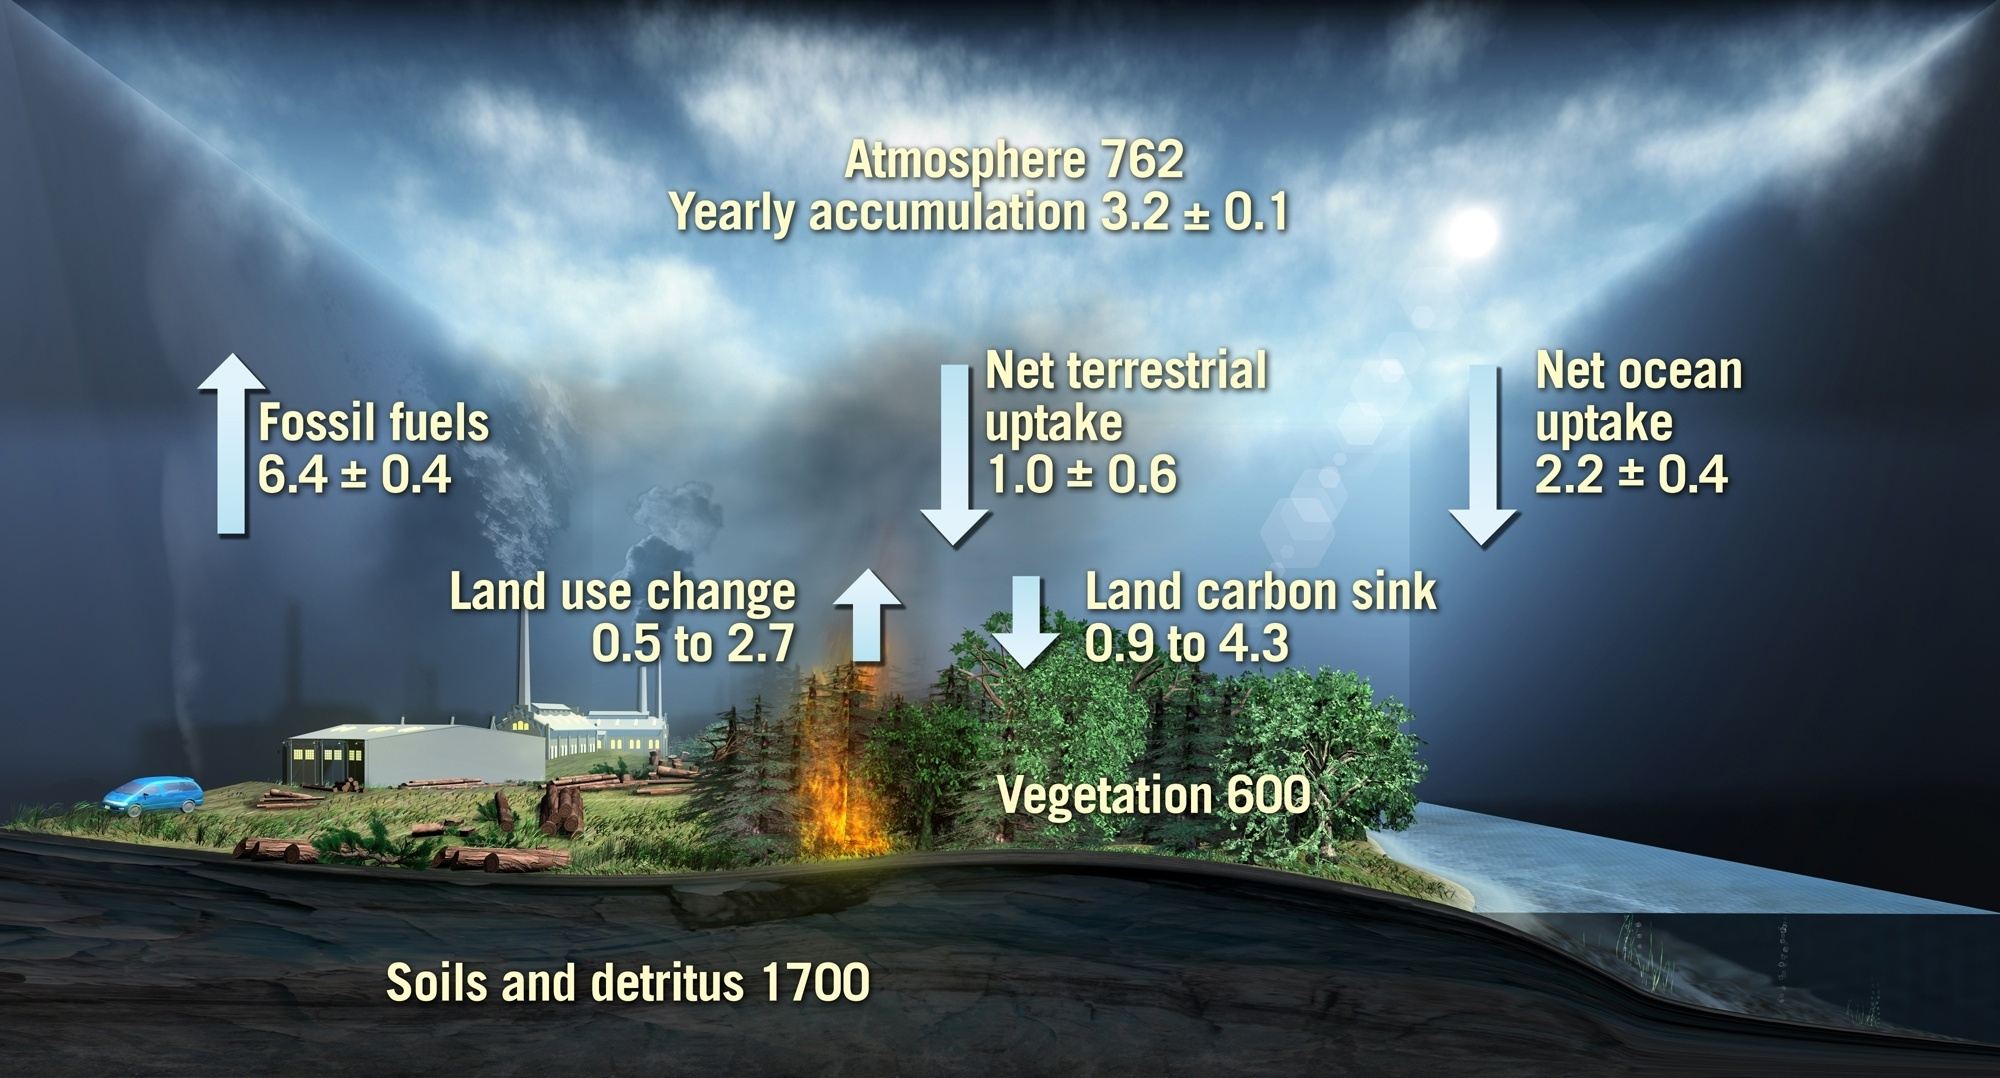 Atmosphere 762
Yearly accumulation 3.2 ± 0.1
Fossil fuels
6.4 ± 0.4
Net terrestrial
uptake
1.0 ± 0.6
Net ocean
uptake
2.2 ± 0.4
Land use change
0.5 to 2.7
Land carbon sink
0.9 to 4.3
Vegetation 600
Soils and detritus 1700